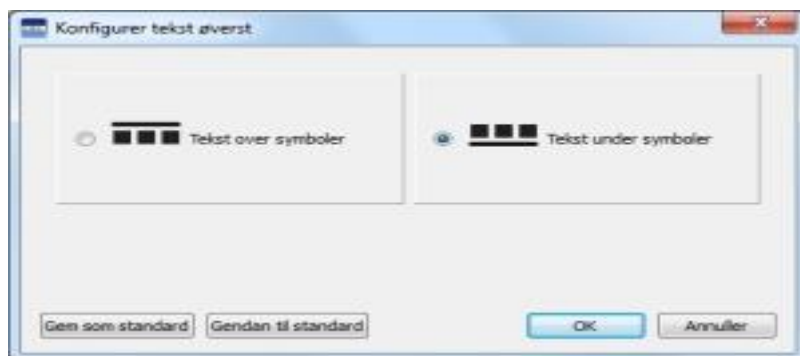 Konfigurer tekst øverst
Tekst over symboler
Tekst under symboler
Gem som standard
Gendan til standard
OK
Annuller